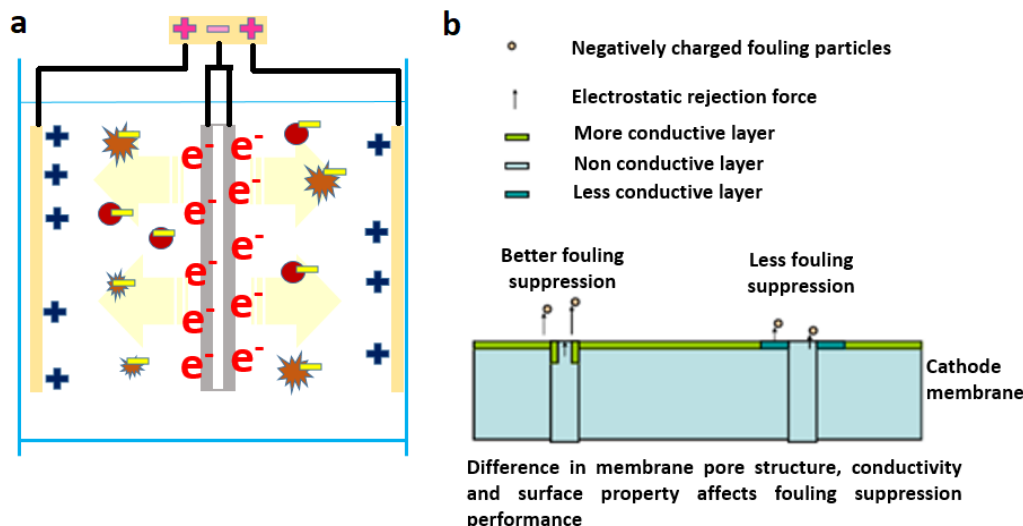 a
+ − +
+ +
+
+ +
+
+ +
+ +
e⁻ e⁻
e⁻ e⁻
e⁻ e⁻
e⁻ e⁻
e⁻ e⁻
b
Negatively charged fouling particles
Electrostatic rejection force
More conductive layer
Non conductive layer
Less conductive layer
Better fouling
suppression
Less fouling
suppression
Cathode
membrane
Difference in membrane pore structure, conductivity
and surface property affects fouling suppression
performance